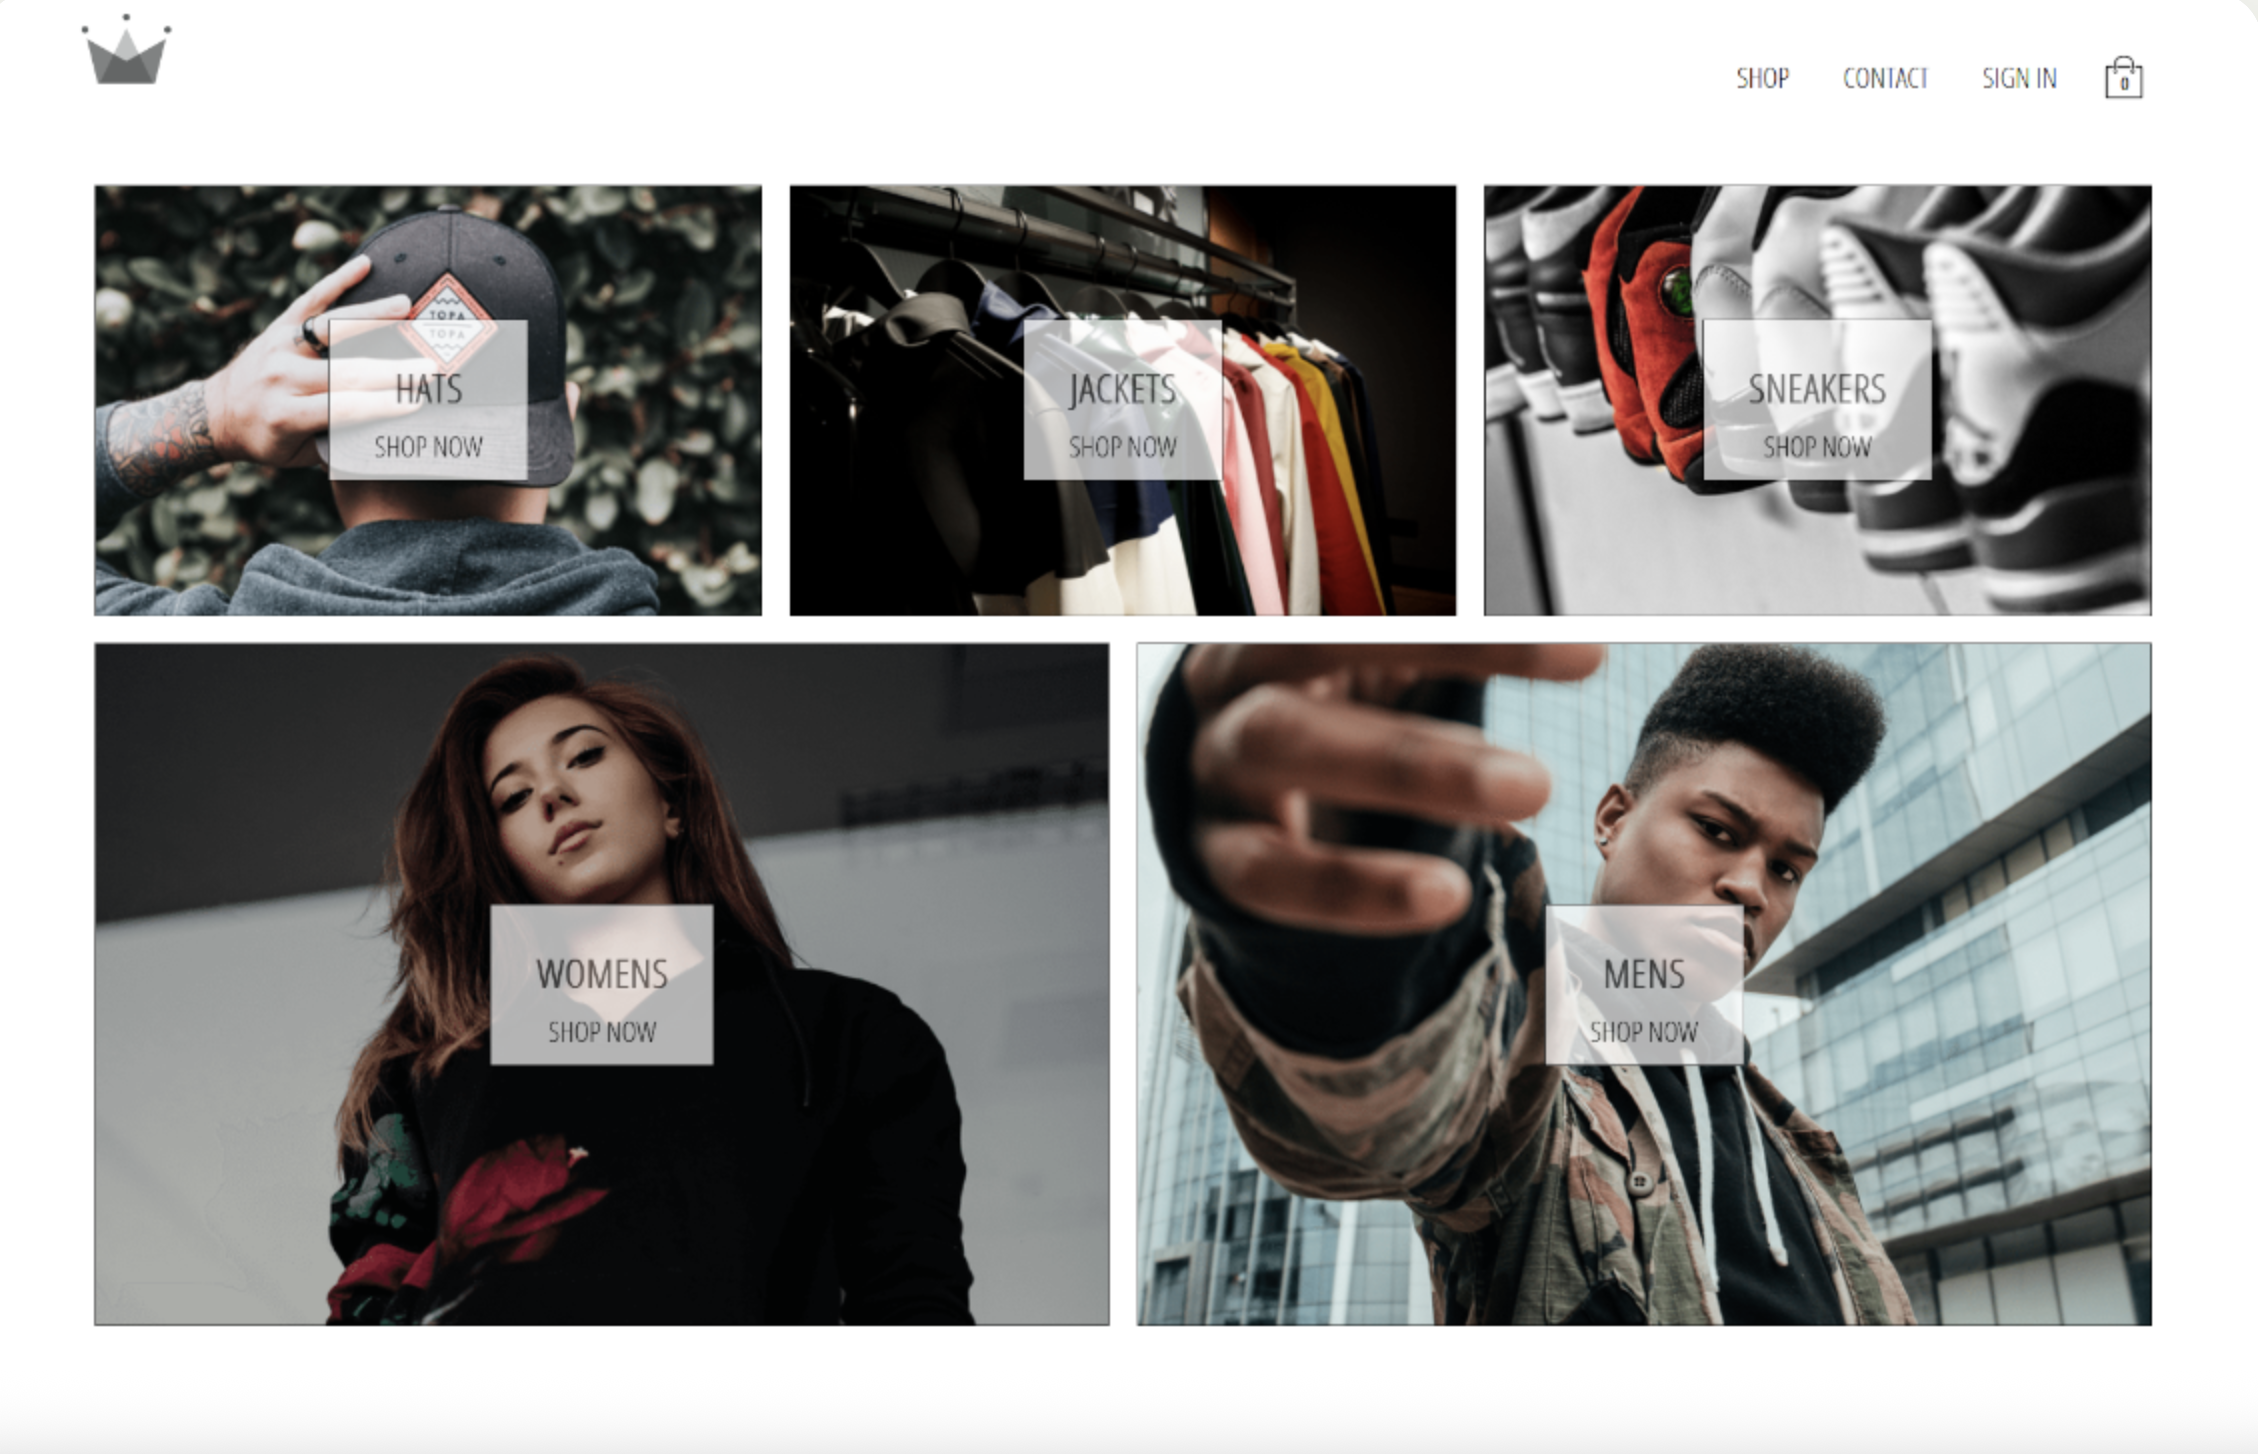 SHOP
CONTACT
SIGN IN
0
TOPA
TOPA
HATS
SHOP NOW
JACKETS
SHOP NOW
SNEAKERS
SHOP NOW
WOMENS
SHOP NOW
MENS
SHOP NOW